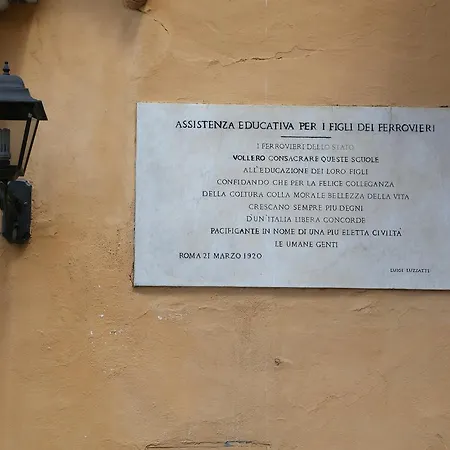 ASSISTENZA EDUCATIVA PER I FIGLI DEI FERROVIERI
I FERROVIERI DELLO STATO
VOLLERO CONSACRARE QUESTE SCUOLE
ALL'EDUCAZIONE DEI LORO FIGLI
CONFIDANDO CHE PER LA FELICE COLLEGANZA
DELLA COLTURA COLLA MORALE BELLEZZA DELLA VITA
CRESCANO SEMPRE PIU DEGNI
D'UN'ITALIA LIBERA CONCORDE
PACIFICANTE IN NOME DI UNA PIU ELETTA CIVILTA'
LE UMANE GENTI
ROMA 21 MARZO 1920
LUIGI LUZZATTI